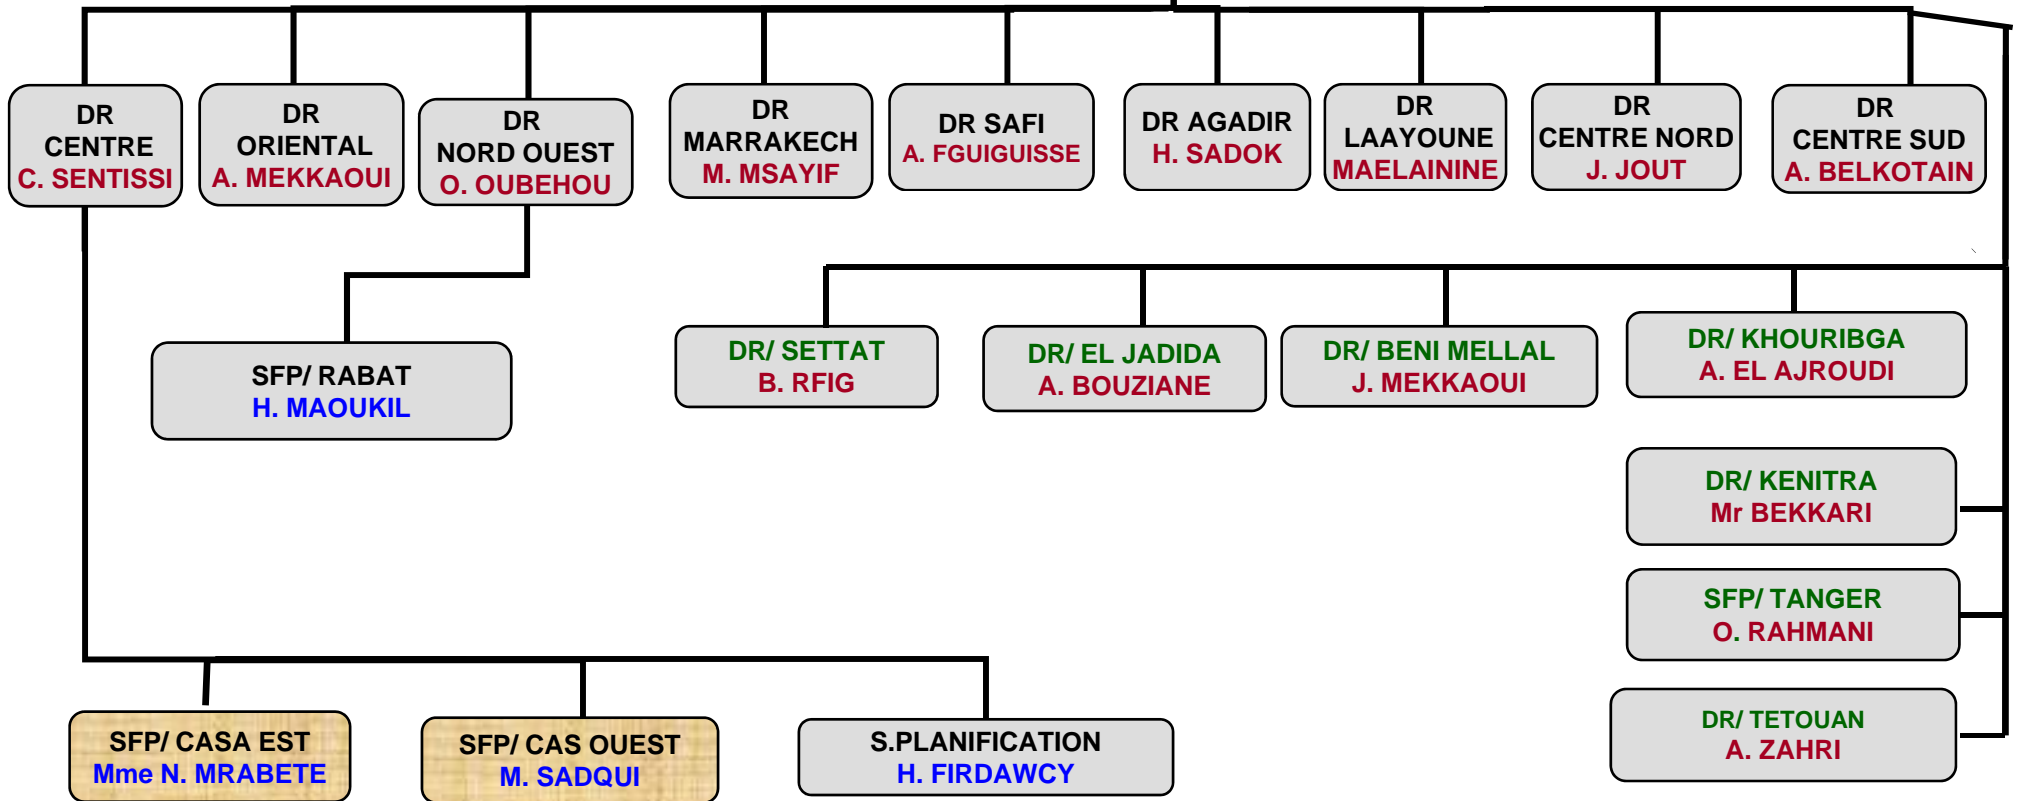 DR
CENTRE
C. SENTISSI
DR
ORIENTAL
A. MEKKAOUI
DR
NORD OUEST
O. OUBEHOU
DR
MARRAKECH
M. MSAYIF
DR SAFI
A. FGUIGUISSE
DR AGADIR
H. SADOK
DR
LAAYOUNE
MAELAININE
DR
CENTRE NORD
J. JOUT
DR
CENTRE SUD
A. BELKOTAIN
SFP/ RABAT
H. MAOUKIL
DR/ SETTAT
B. RFIG
DR/ EL JADIDA
A. BOUZIANE
DR/ BENI MELLAL
J. MEKKAOUI
DR/ KHOURIBGA
A. EL AJROUDI
DR/ KENITRA
Mr BEKKARI
SFP/ TANGER
O. RAHMANI
DR/ TETOUAN
A. ZAHRI
SFP/ CASA EST
Mme N. MRABETE
SFP/ CAS OUEST
M. SADQUI
S.PLANIFICATION
H. FIRDAWCY